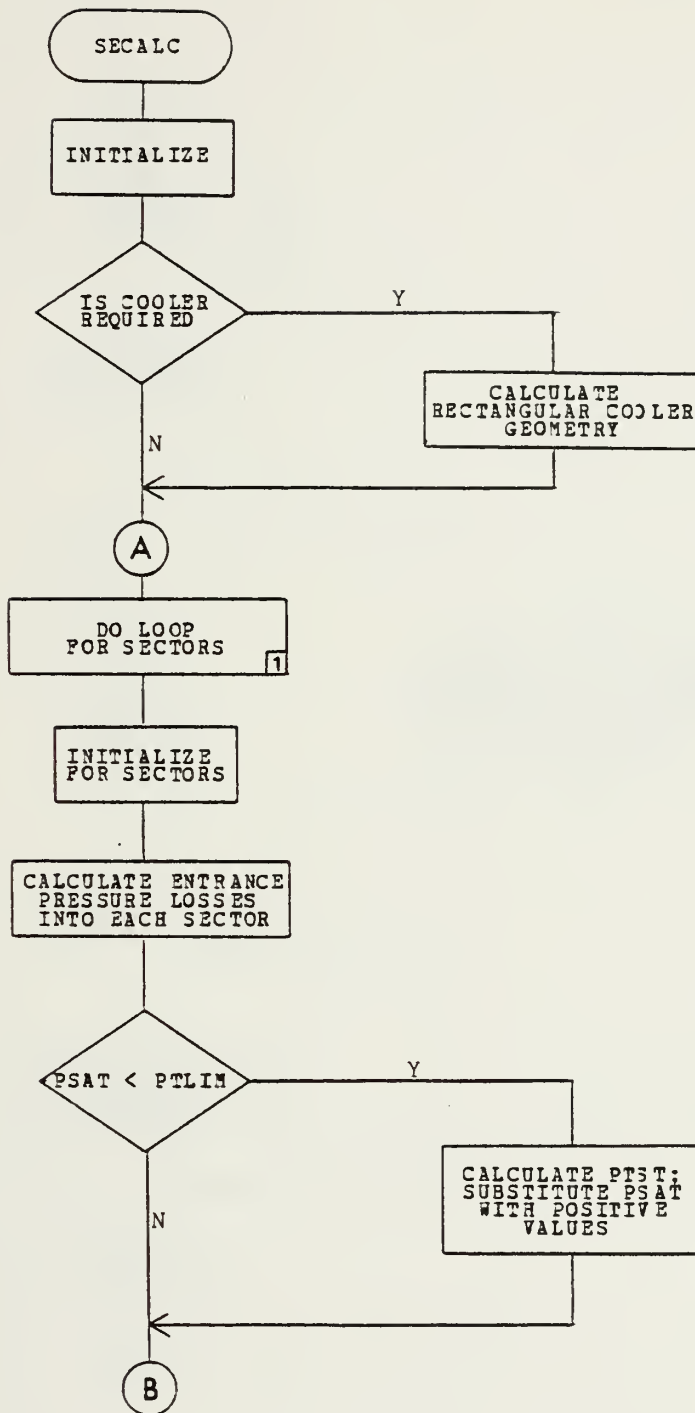 SECALC
INITIALIZE
IS COOLER
REQUIRED
Y
CALCULATE
RECTANGULAR COOLER
GEOMETRY
N
A
DO LOOP
FOR SECTORS
1
INITIALIZE
FOR SECTORS
CALCULATE ENTRANCE
PRESSURE LOSSES
INTO EACH SECTOR
PSAT < PTLIM
Y
CALCULATE PTST;
SUBSTITUTE PSAT
WITH POSITIVE
VALUES
N
B